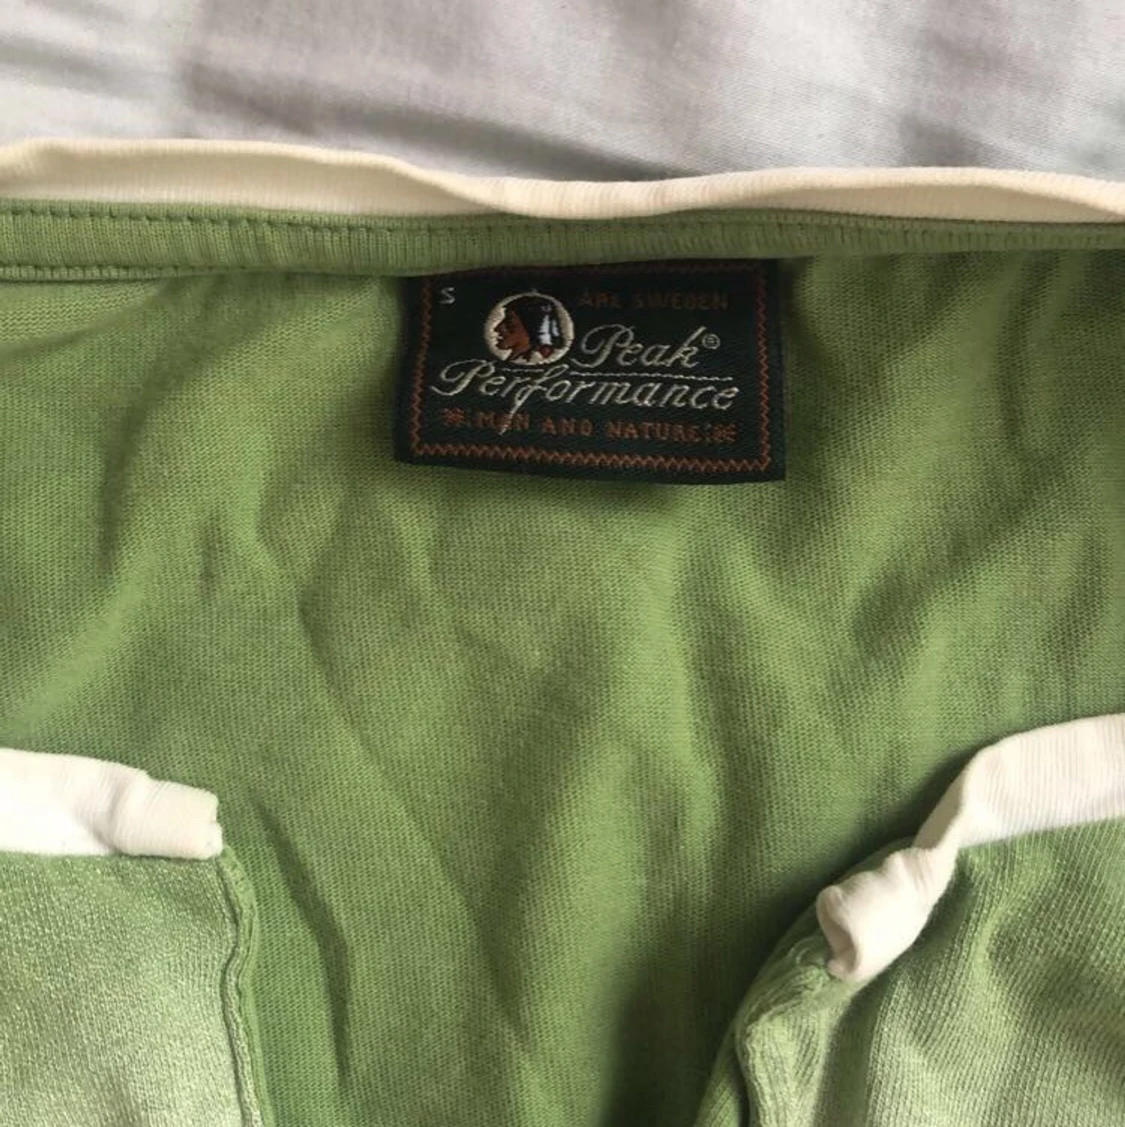 S
ÅRE SWEDEN
Peak®
Performance
MAN AND NATURE